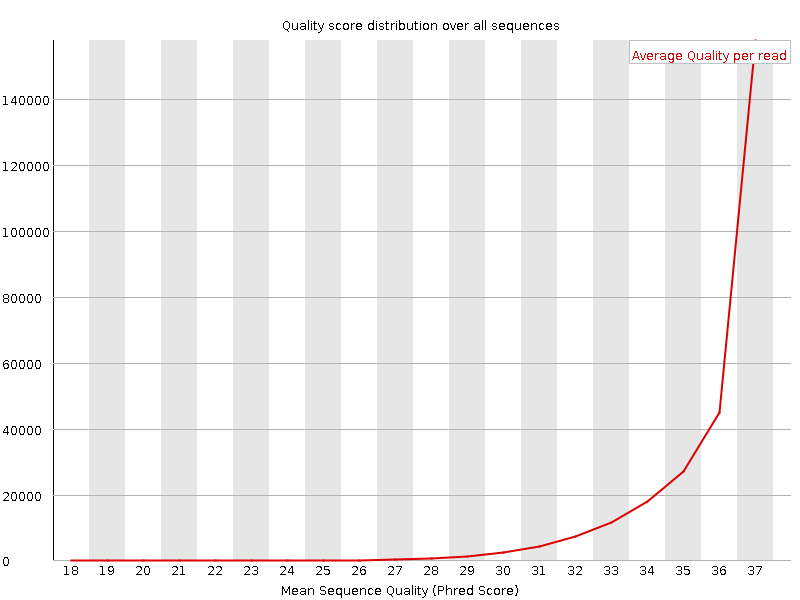 Quality score distribution over all sequences
Average Quality per read
140000
120000
100000
80000
60000
40000
20000
0
18 19 20 21 22 23 24 25 26 27 28 29 30 31 32 33 34 35 36 37
Mean Sequence Quality (Phred Score)